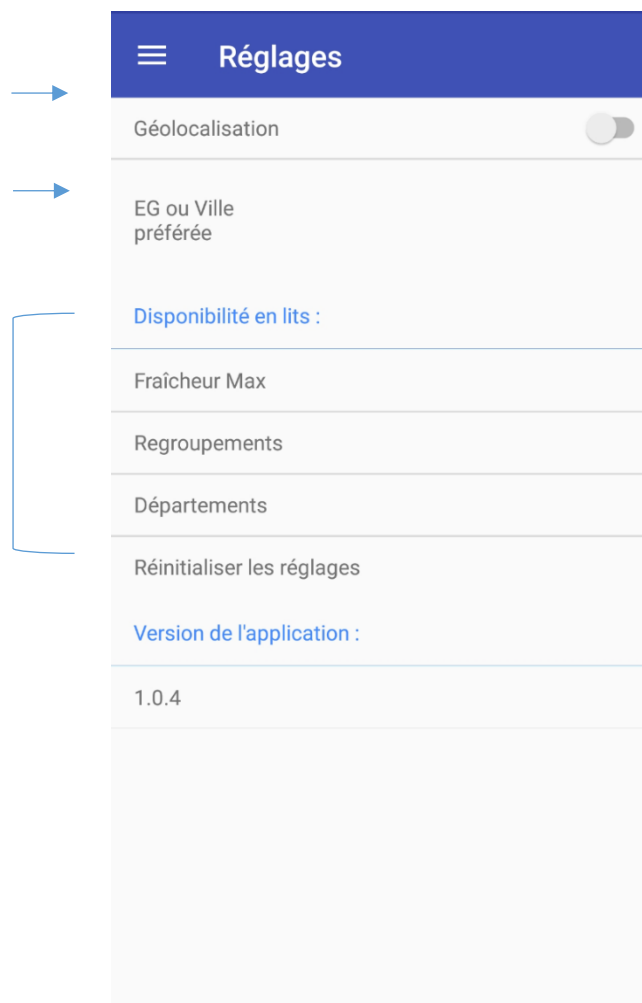 Réglages
Géolocalisation
EG ou Ville
préférée
Disponibilité en lits :
Fraîcheur Max
Regroupements
Départements
Réinitialiser les réglages
Version de l'application :
1.0.4